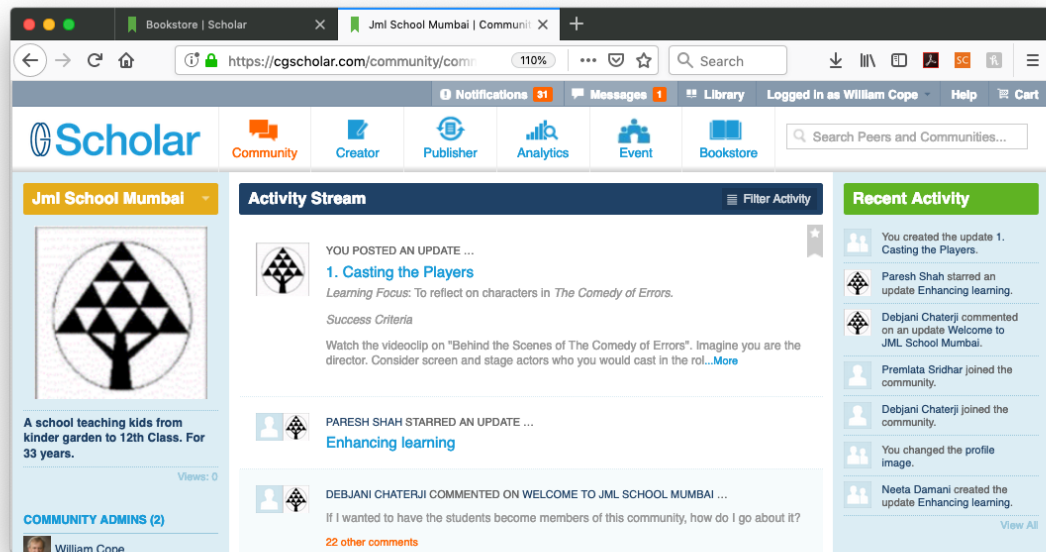 Bookstore | Scholar
Jml School Mumbai | Communit
https://cgscholar.com/community/comm
110%
Search
SC
Notifications 31
Messages 1
Library
Logged in as William Cope
Help
Cart
Scholar
Community
Creator
Publisher
Analytics
Event
Bookstore
Search Peers and Communities...
Jml School Mumbai
A school teaching kids from
kinder garden to 12th Class. For
33 years.
Views: 0
COMMUNITY ADMINS (2)
William Cope
Activity Stream
Filter Activity
YOU POSTED AN UPDATE ...
1. Casting the Players
Learning Focus: To reflect on characters in The Comedy of Errors.
Success Criteria
Watch the videoclip on "Behind the Scenes of The Comedy of Errors". Imagine you are the
director. Consider screen and stage actors who you would cast in the rol...More
PARESH SHAH STARRED AN UPDATE ...
Enhancing learning
DEBJANI CHATERJI COMMENTED ON WELCOME TO JML SCHOOL MUMBAI ...
If I wanted to have the students become members of this community, how do I go about it?
22 other comments
Recent Activity
You created the update 1.
Casting the Players.
Paresh Shah starred an
update Enhancing learning.
Debjani Chaterji commented
on an update Welcome to
JML School Mumbai.
Premlata Sridhar joined the
community.
Debjani Chaterji joined the
community.
You changed the profile
image.
Neeta Damani created the
update Enhancing learning.
View All